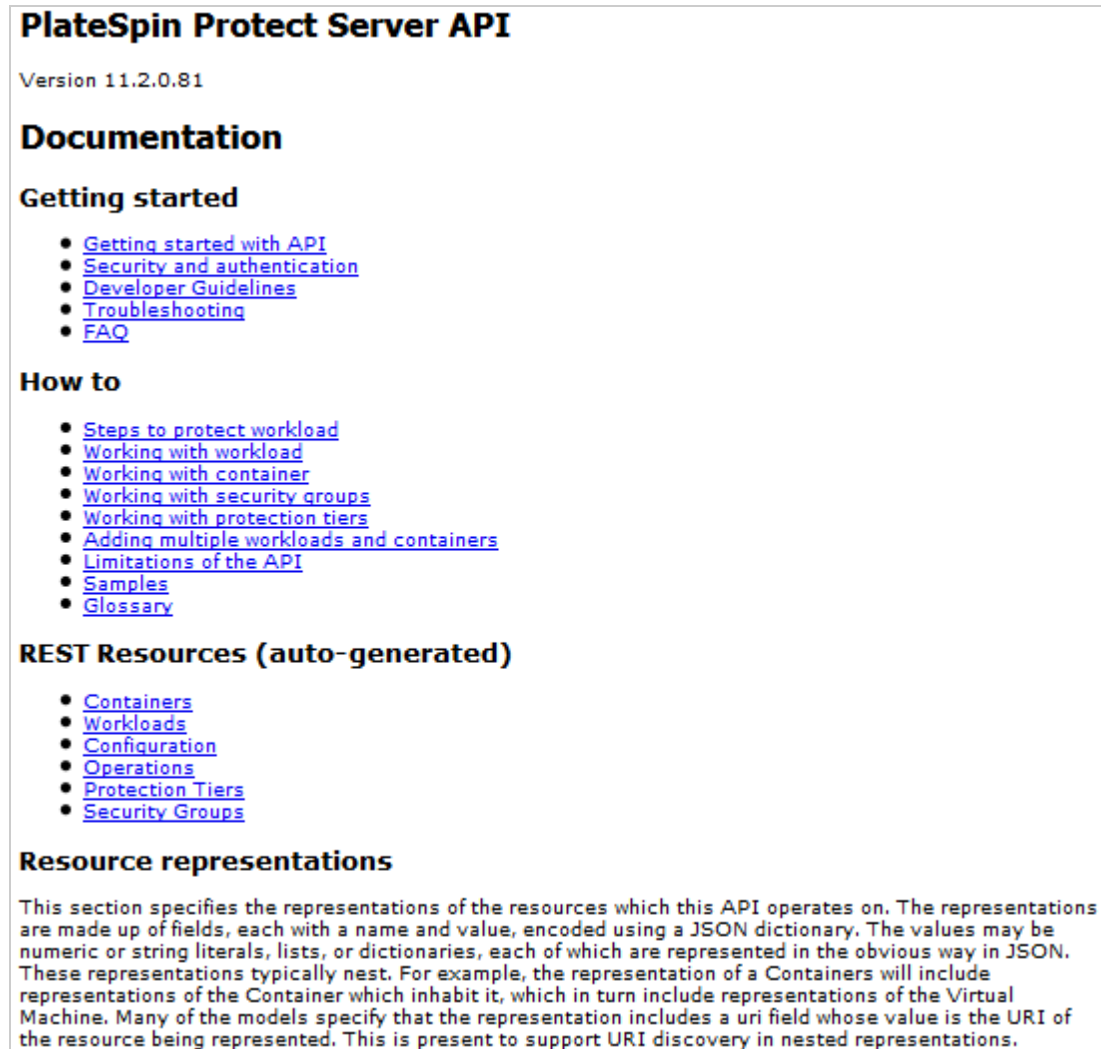 PlateSpin Protect Server API
Version 11.2.0.81
Documentation
Getting started
Getting started with API
Security and authentication
Developer Guidelines
Troubleshooting
FAQ
How to
Steps to protect workload
Working with workload
Working with container
Working with security groups
Working with protection tiers
Adding multiple workloads and containers
Limitations of the API
Samples
Glossary
REST Resources (auto-generated)
Containers
Workloads
Configuration
Operations
Protection Tiers
Security Groups
Resource representations
This section specifies the representations of the resources which this API operates on. The representations
are made up of fields, each with a name and value, encoded using a JSON dictionary. The values may be
numeric or string literals, lists, or dictionaries, each of which are represented in the obvious way in JSON.
These representations typically nest. For example, the representation of a Containers will include
representations of the Container which inhabit it, which in turn include representations of the Virtual
Machine. Many of the models specify that the representation includes a uri field whose value is the URI of
the resource being represented. This is present to support URI discovery in nested representations.